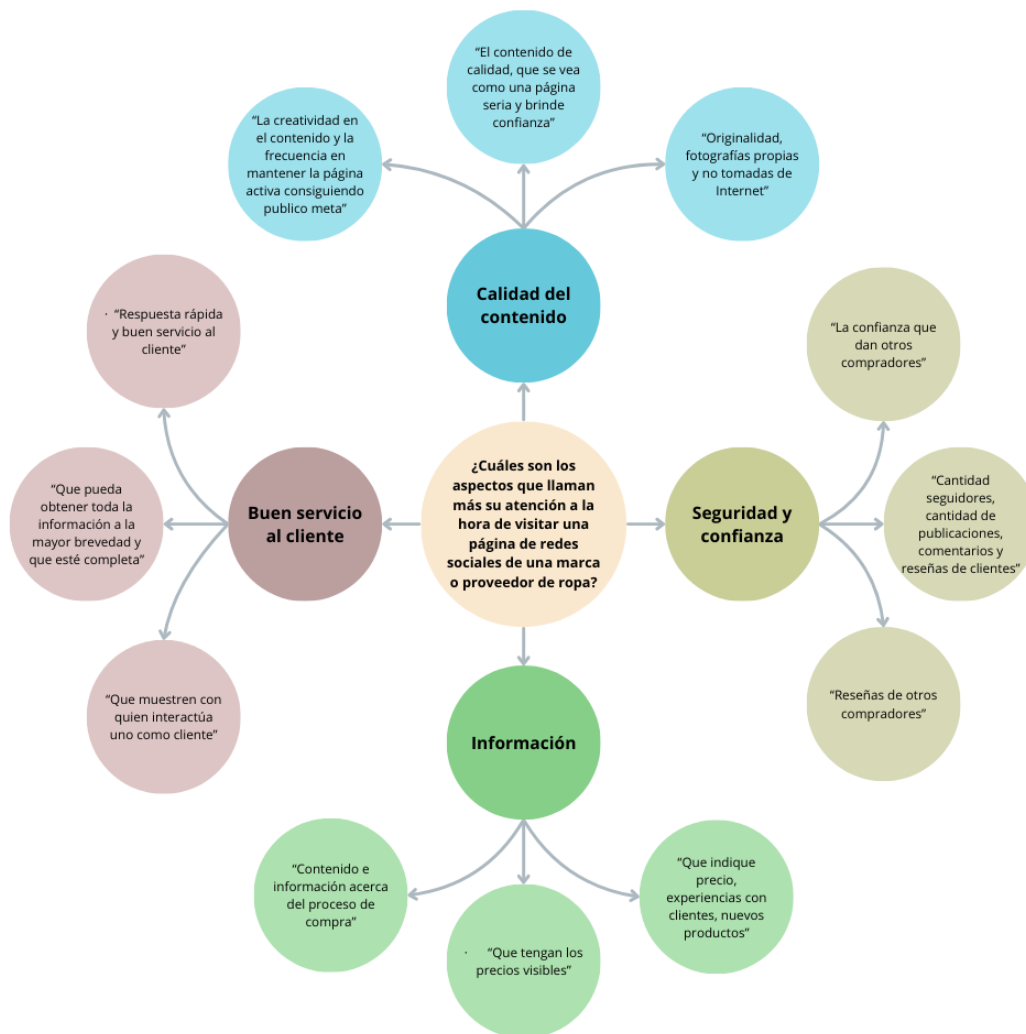 “El contenido de
calidad, que se vea
como una página
seria y brinde
confianza”
“La creatividad en
el contenido y la
frecuencia en
mantener la página
activa consiguiendo
publico meta”
“Originalidad,
fotografías propias
y no tomadas de
Internet”
Calidad del
contenido
· “Respuesta rápida
y buen servicio al
cliente”
“La confianza que
dan otros
compradores”
“Que pueda
obtener toda la
información a la
mayor brevedad y
que esté completa”
Buen servicio
al cliente
¿Cuáles son los
aspectos que llaman
más su atención a la
hora de visitar una
página de redes
sociales de una marca
o proveedor de ropa?
Seguridad y
confianza
“Cantidad
seguidores,
cantidad de
publicaciones,
comentarios y
reseñas de clientes”
“Que muestren con
quien interactúa
uno como cliente”
“Reseñas de otros
compradores”
Información
“Contenido e
información acerca
del proceso de
compra”
· “Que tengan los
precios visibles”
“Que indique
precio,
experiencias con
clientes, nuevos
productos”